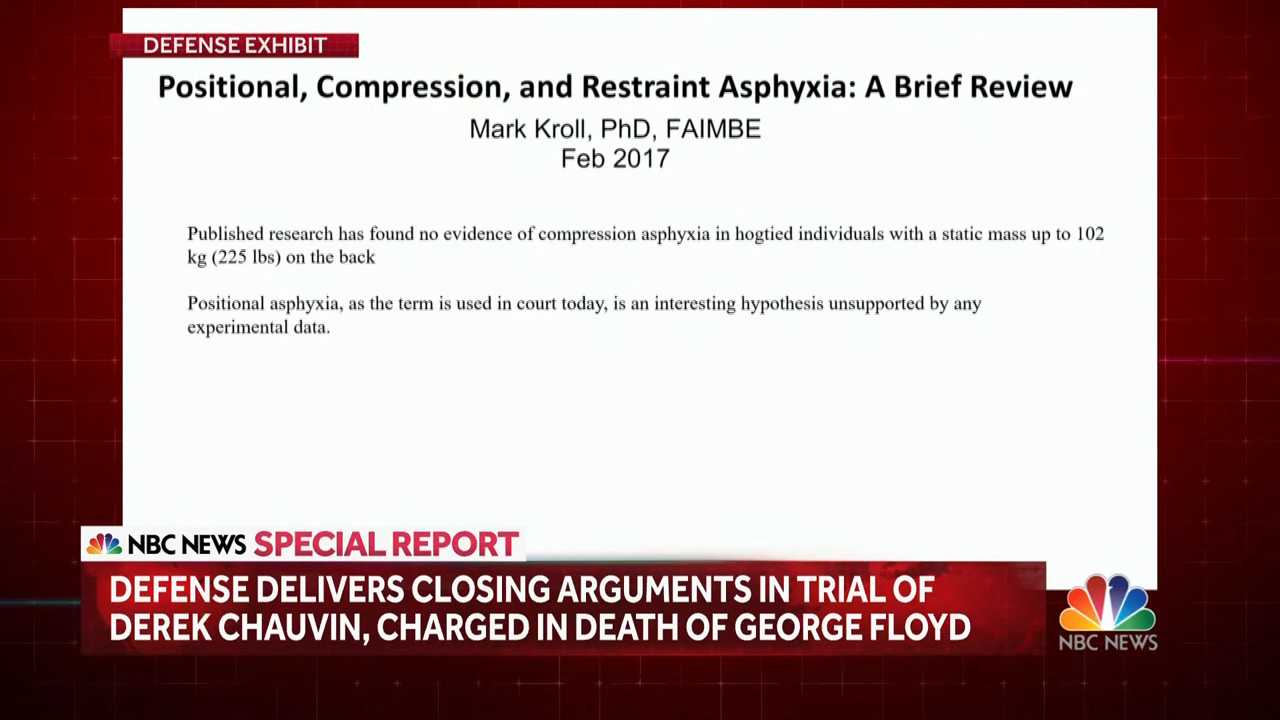 DEFENSE EXHIBIT
Positional, Compression, and Restraint Asphyxia: A Brief Review
Mark Kroll, PhD, FAIMBE
Feb 2017
Published research has found no evidence of compression asphyxia in hogtied individuals with a static mass up to 102
kg (225 lbs) on the back
Positional asphyxia, as the term is used in court today, is an interesting hypothesis unsupported by any
experimental data.
NBC NEWS SPECIAL REPORT
DEFENSE DELIVERS CLOSING ARGUMENTS IN TRIAL OF
DEREK CHAUVIN, CHARGED IN DEATH OF GEORGE FLOYD
NBC NEWS